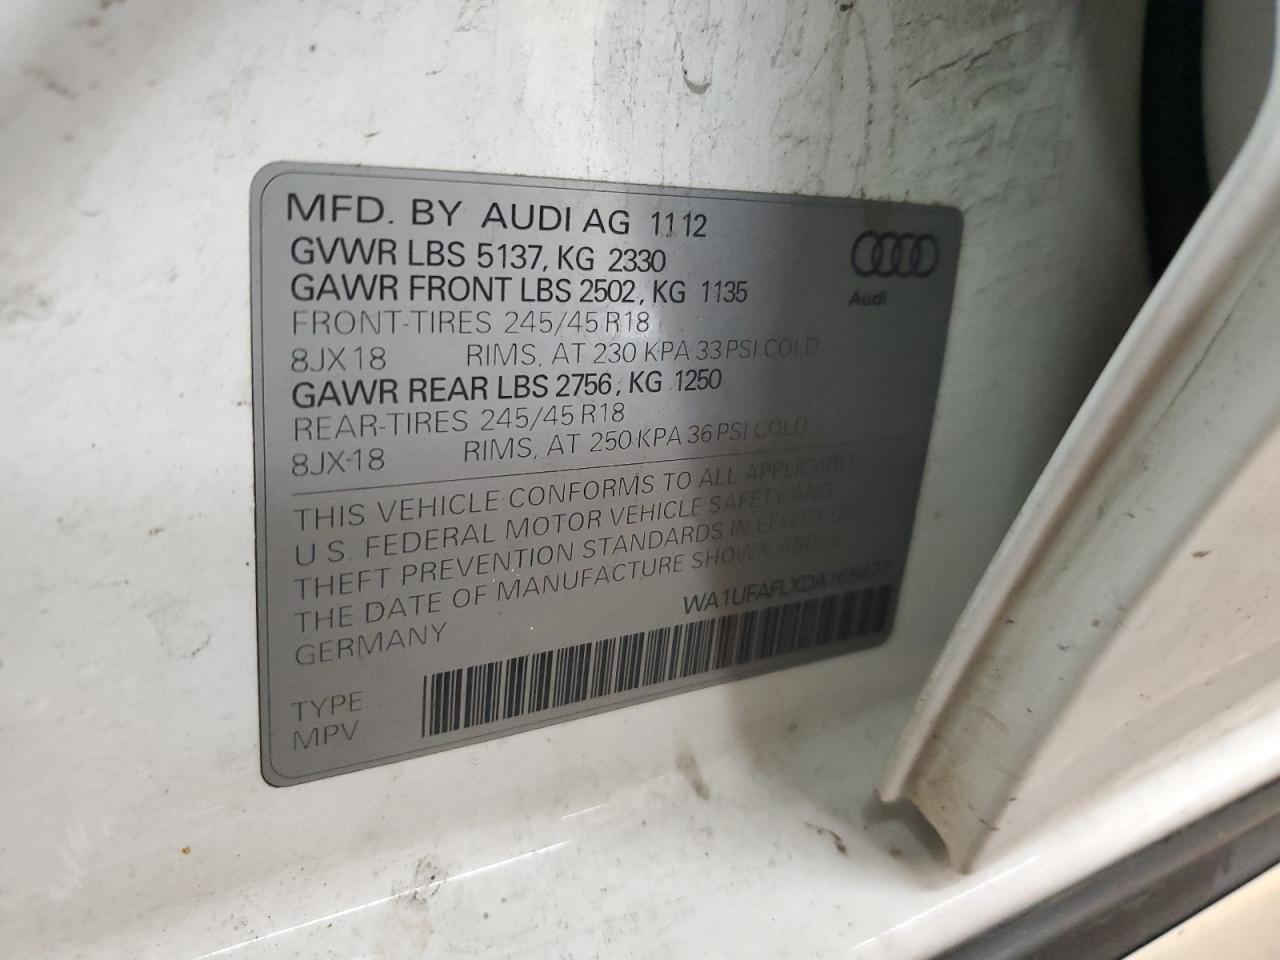 MFD. BY AUDI AG 11 12
GVWR LBS 5137, KG 2330
GAWR FRONT LBS 2502, KG 1135
FRONT-TIRES 245/45 R18
8JX18 RIMS, AT 230 KPA 33 PSI COLD
GAWR REAR LBS 2756, KG 1250
REAR-TIRES 245/45 R18
8JX18 RIMS, AT 250 KPA 36 PSI COLD
THIS VEHICLE CONFORMS TO ALL APPLICABLE
U.S. FEDERAL MOTOR VEHICLE SAFETY AND
THEFT PREVENTION STANDARDS IN EFFECT ON
THE DATE OF MANUFACTURE SHOWN ABOVE
GERMANY
WA1UFAFLXDA166477
TYPE
MPV
Audi